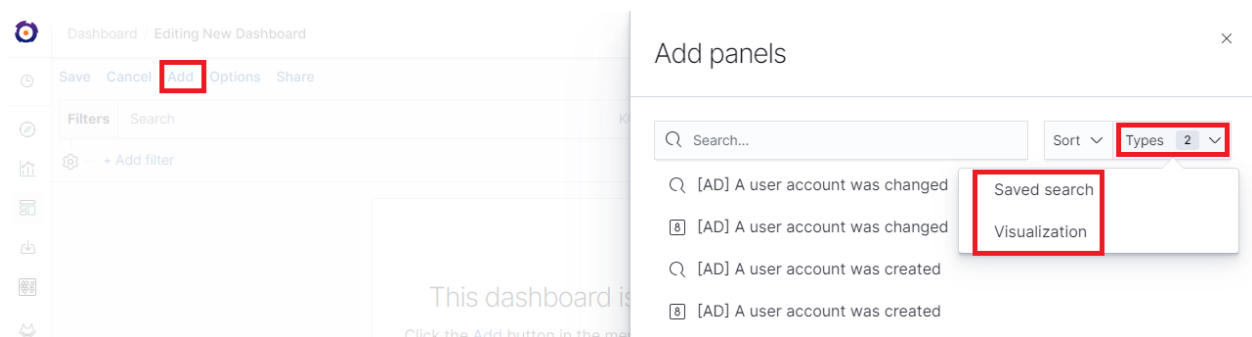 Dashboard / Editing New Dashboard
Save Cancel Add Options Share
Filters Search
+ Add filter
This dashboard is
Click the Add button in the
Add panels
Search...
Sort
Types 2
Saved search
Visualization
[AD] A user account was changed
8 [AD] A user account was changed
[AD] A user account was created
8 [AD] A user account was created